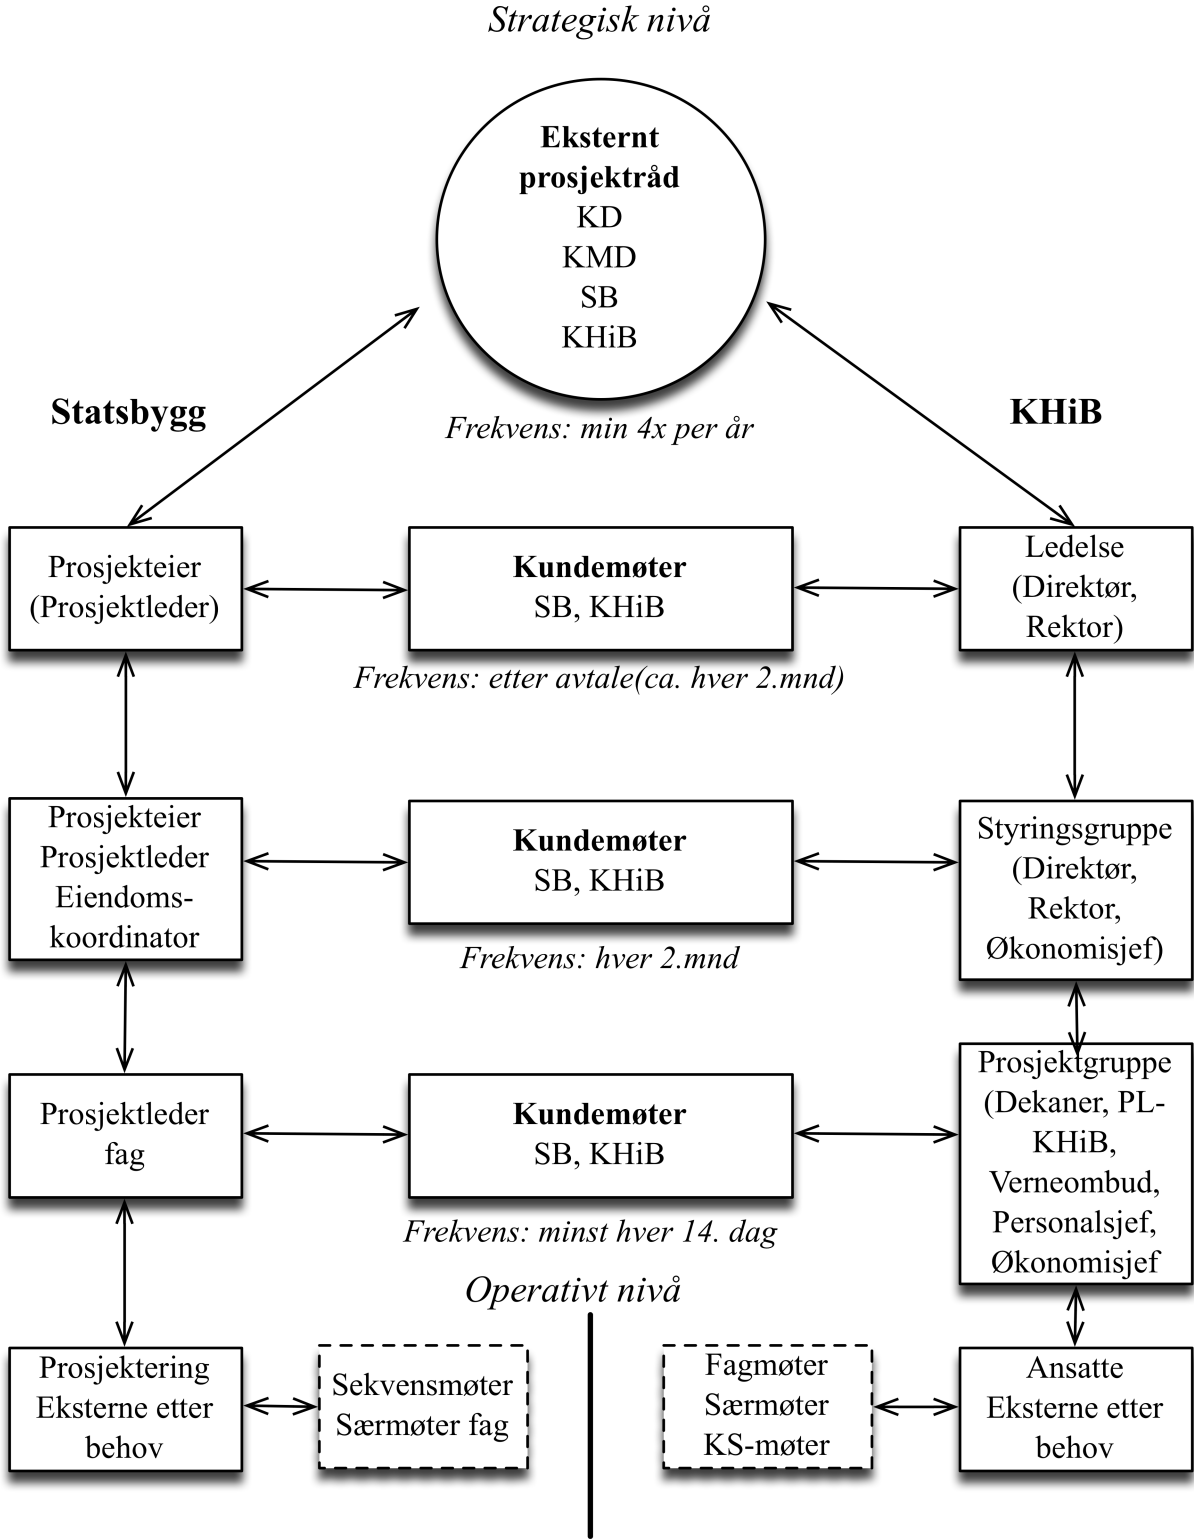 Strategisk nivå
Eksternt
prosjektråd
KD
KMD
SB
KHiB
Statsbygg
KHiB
Frekvens: min 4x per år
Prosjekteier
(Prosjektleder)
Kundemøter
SB, KHiB
Ledelse
(Direktør,
Rektor)
Frekvens: etter avtale(ca. hver 2.mnd)
Prosjekteier
Prosjektleder
Eiendoms-
koordinator
Kundemøter
SB, KHiB
Styringsgruppe
(Direktør,
Rektor,
Økonomisjef)
Frekvens: hver 2.mnd
Prosjektleder
fag
Kundemøter
SB, KHiB
Prosjektgruppe
(Dekaner, PL-
KHiB,
Verneombud,
Personalsjef,
Økonomisjef
Frekvens: minst hver 14. dag
Operativt nivå
Prosjektering
Eksterne etter
behov
Sekvensmøter
Særmøter fag
Fagmøter
Særmøter
KS-møter
Ansatte
Eksterne etter
behov